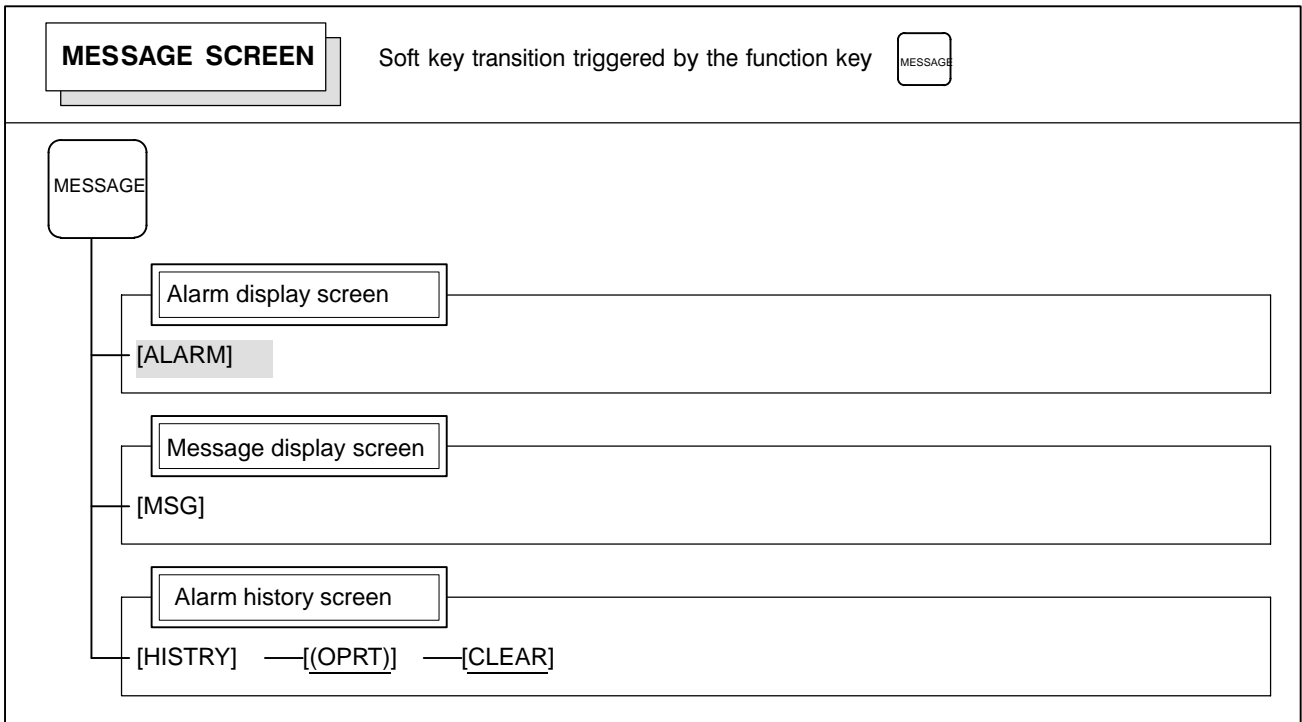 MESSAGE SCREEN
Soft key transition triggered by the function key
MESSAGE
MESSAGE
Alarm display screen
[ALARM]
Message display screen
[MSG]
Alarm history screen
[HISTRY] [(OPRT)] [CLEAR]